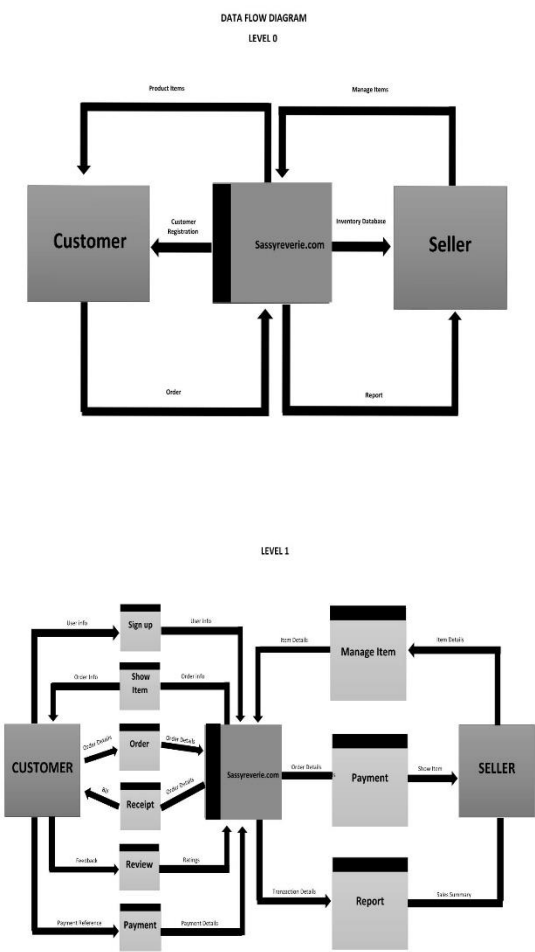 DATA FLOW DIAGRAM
LEVEL 0
Product Items
Manage Items
Customer
Customer
Registration
Sassyreverie.com
Inventory Database
Seller
Order
Report
LEVEL 1
User Info
Sign up
User Info
Item Details
Manage Item
Item Details
Order Info
Show
Item
Order Info
CUSTOMER
Order Details
Order
Order Details
Sassyreverie.com
Order Details
Payment
Show Item
SELLER
Bill
Receipt
Order Details
Feedback
Review
Ratings
Transaction Details
Report
Sales Summary
Payment Reference
Payment
Payment Details